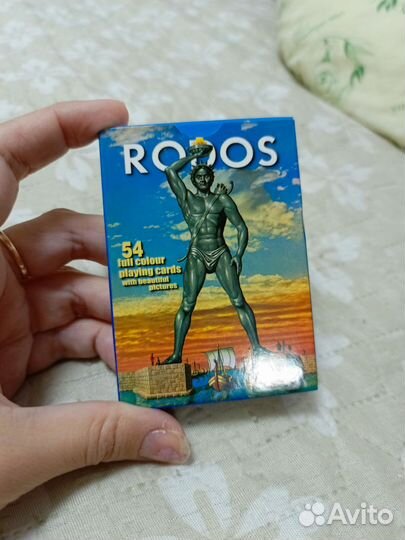 RODOS
54
full colour
playing cards
with beautiful
pictures
Avito